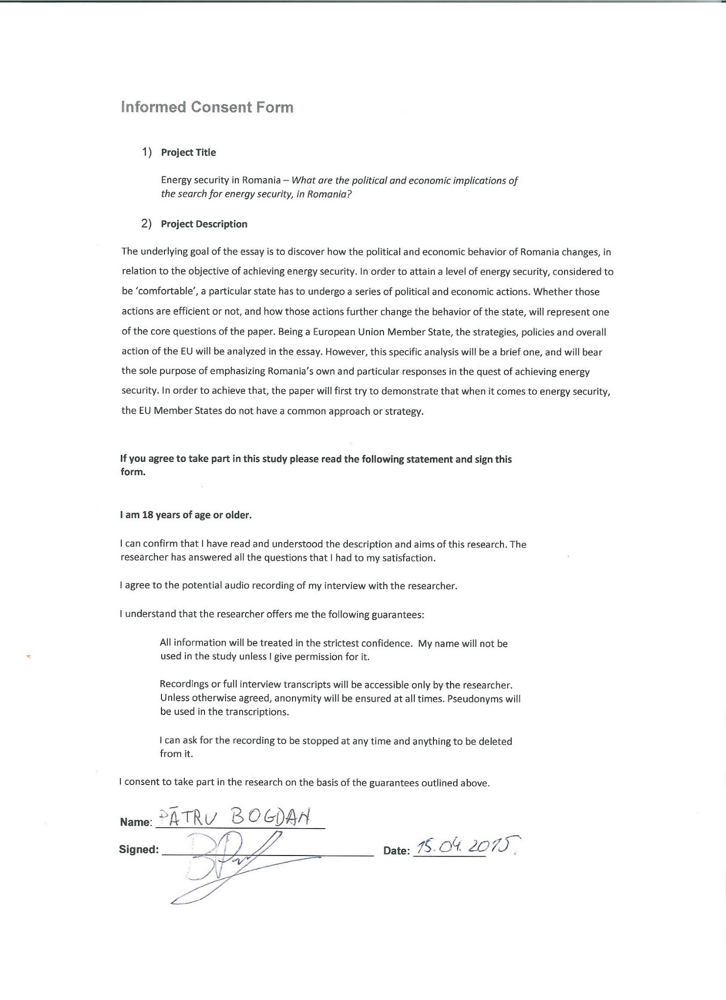 Informed Consent Form
1) Project Title
Energy security in Romania – What are the political and economic implications of
the search for energy security, in Romania?
2) Project Description
The underlying goal of the essay is to discover how the political and economic behavior of Romania changes, in
relation to the objective of achieving energy security. In order to attain a level of energy security, considered to
be ‘comfortable’, a particular state has to undergo a series of political and economic actions. Whether those
actions are efficient or not, and how those actions further change the behavior of the state, will represent one
of the core questions of the paper. Being a European Union Member State, the strategies, policies and overall
action of the EU will be analyzed in the essay. However, this specific analysis will be a brief one, and will bear
the sole purpose of emphasizing Romania’s own and particular responses in the quest of achieving energy
security. In order to achieve that, the paper will first try to demonstrate that when it comes to energy security,
the EU Member States do not have a common approach or strategy.
If you agree to take part in this study please read the following statement and sign this
form.
I am 18 years of age or older.
I can confirm that I have read and understood the description and aims of this research. The
researcher has answered all the questions that I had to my satisfaction.
I agree to the potential audio recording of my interview with the researcher.
I understand that the researcher offers me the following guarantees:
All information will be treated in the strictest confidence. My name will not be
used in the study unless I give permission for it.
Recordings or full interview transcripts will be accessible only by the researcher.
Unless otherwise agreed, anonymity will be ensured at all times. Pseudonyms will
be used in the transcriptions.
I can ask for the recording to be stopped at any time and anything to be deleted
from it.
I consent to take part in the research on the basis of the guarantees outlined above.
Name: PĂTRU BOGDAN
Signed: Date: 15.04.2015.